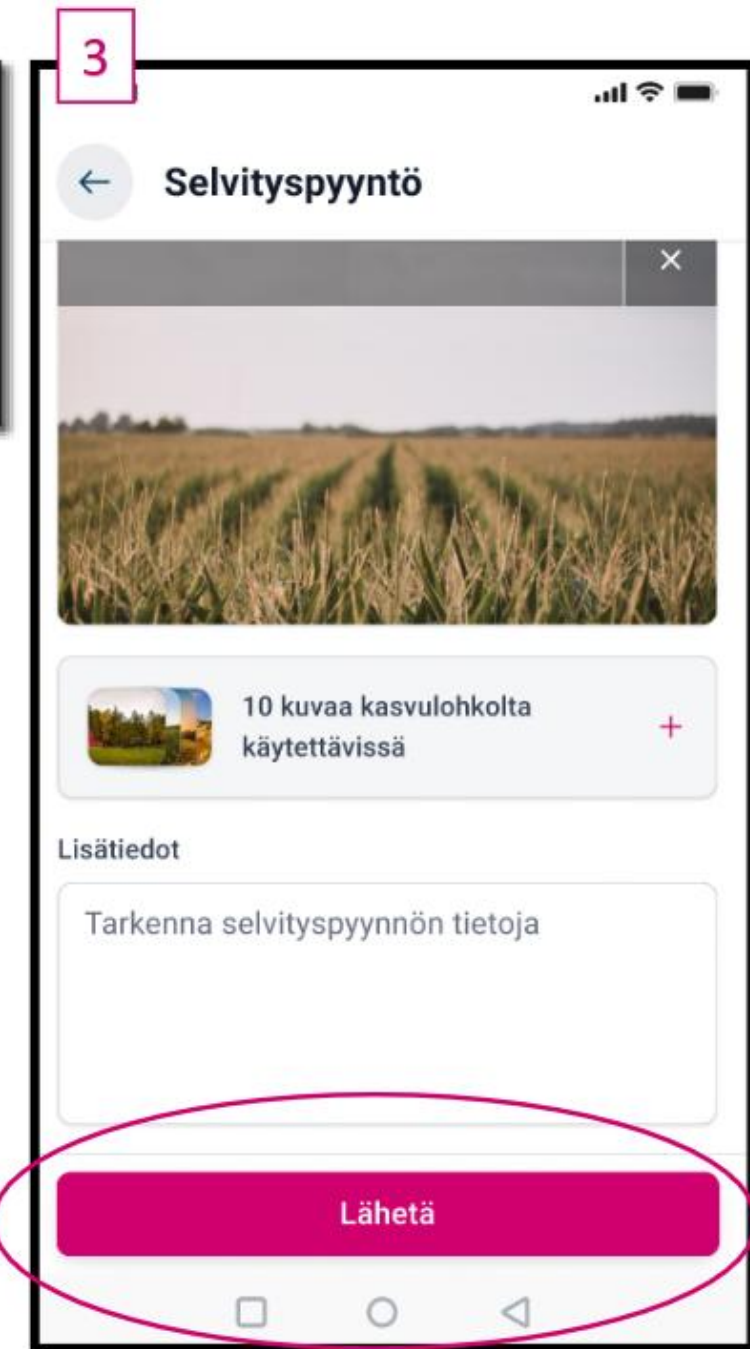 3
Selvityspyyntö
10 kuvaa kasvulohkolta
käytettävissä
Lisätiedot
Tarkenna selvityspyynnön tietoja
Lähetä